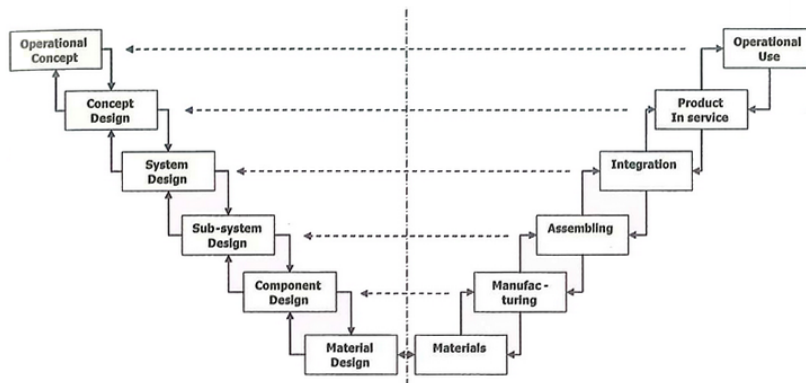 Operational
Concept
Operational
Use
Concept
Design
Product
In service
System
Design
Integration
Sub-system
Design
Assembling
Component
Design
Manufac -
turing
Material
Design
Materials